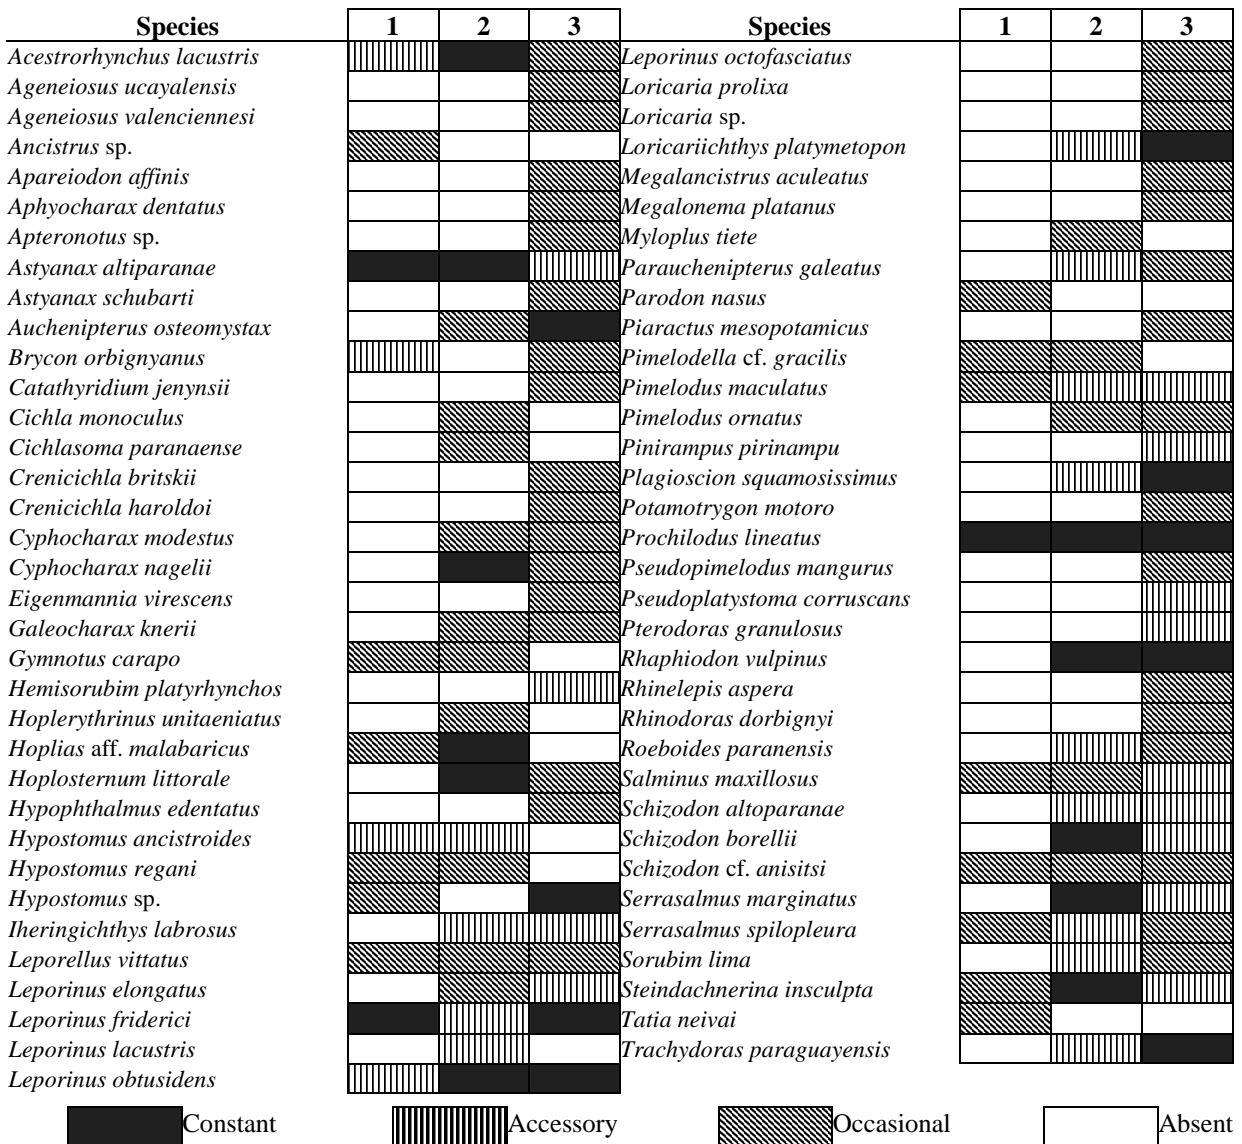 Species 1 2 3 Species 1 2 3
Acestrorhynchus lacustris Leporinus octofasciatus
Ageneiosus ucayalensis Loricaria prolixa
Ageneiosus valenciennesi Loricaria sp.
Ancistrus sp. Loricariichthys platymetopon
Apareiodon affinis Megalancistrus aculeatus
Aphyocharax dentatus Megalonema platanus
Apteronotus sp. Myloplus tiete
Astyanax altiparanae Parauchenipterus galeatus
Astyanax schubarti Parodon nasus
Auchenipterus osteomystax Piaractus mesopotamicus
Brycon orbignyanus Pimelodella cf. gracilis
Catathyridium jenynsii Pimelodus maculatus
Cichla monoculus Pimelodus ornatus
Cichlasoma paranaense Pinirampus pirinampu
Crenicichla britskii Plagioscion squamosissimus
Crenicichla haroldoi Potamotrygon motoro
Cyphocharax modestus Prochilodus lineatus
Cyphocharax nagelii Pseudopimelodus mangurus
Eigenmannia virescens Pseudoplatystoma corruscans
Galeocharax knerii Pterodoras granulosus
Gymnotus carapo Rhaphiodon vulpinus
Hemisorubim platyrhynchos Rhinelepis aspera
Hoplerythrinus unitaeniatus Rhinodoras dorbignyi
Hoplias aff. malabaricus Roeboides paranensis
Hoplosternum littorale Salminus maxillosus
Hypophthalmus edentatus Schizodon altoparanae
Hypostomus ancistroides Schizodon borellii
Hypostomus regani Schizodon cf. anisitsi
Hypostomus sp. Serrasalmus marginatus
Iheringichthys labrosus Serrasalmus spilopleura
Leporellus vittatus Sorubim lima
Leporinus elongatus Steindachnerina insculpta
Leporinus friderici Tatia neivai
Leporinus lacustris Trachydoras paraguayensis
Leporinus obtusidens
Constant Accessory Occasional Absent